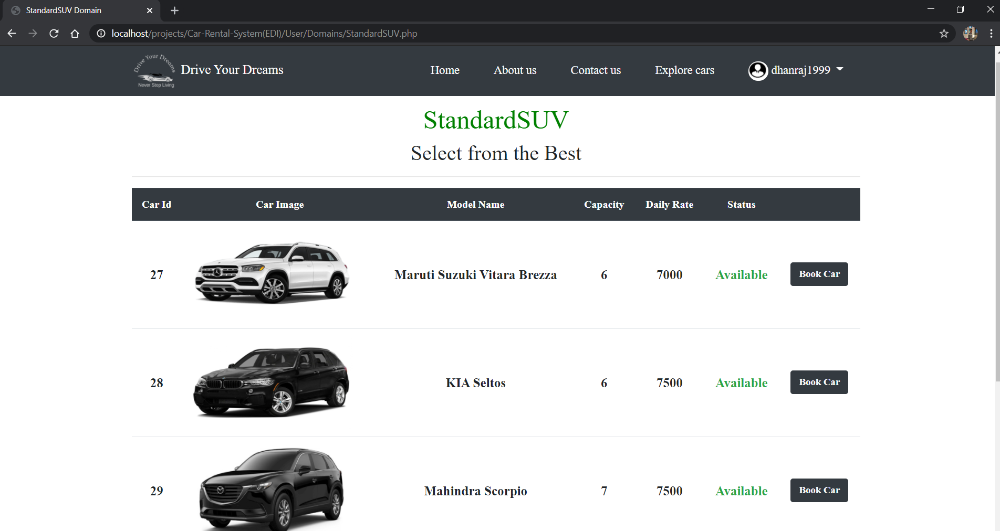 StandardSUV Domain
localhost/projects/Car-Rental-System(EDI)/User/Domains/StandardSUV.php
Drive Your Dreams
Never Stop Living
Drive Your Dreams
Home
About us
Contact us
Explore cars
dhanraj1999
StandardSUV
Select from the Best
Car Id Car Image Model Name Capacity Daily Rate Status
27 Maruti Suzuki Vitara Brezza 6 7000 Available Book Car
28 KIA Seltos 6 7500 Available Book Car
29 Mahindra Scorpio 7 7500 Available Book Car